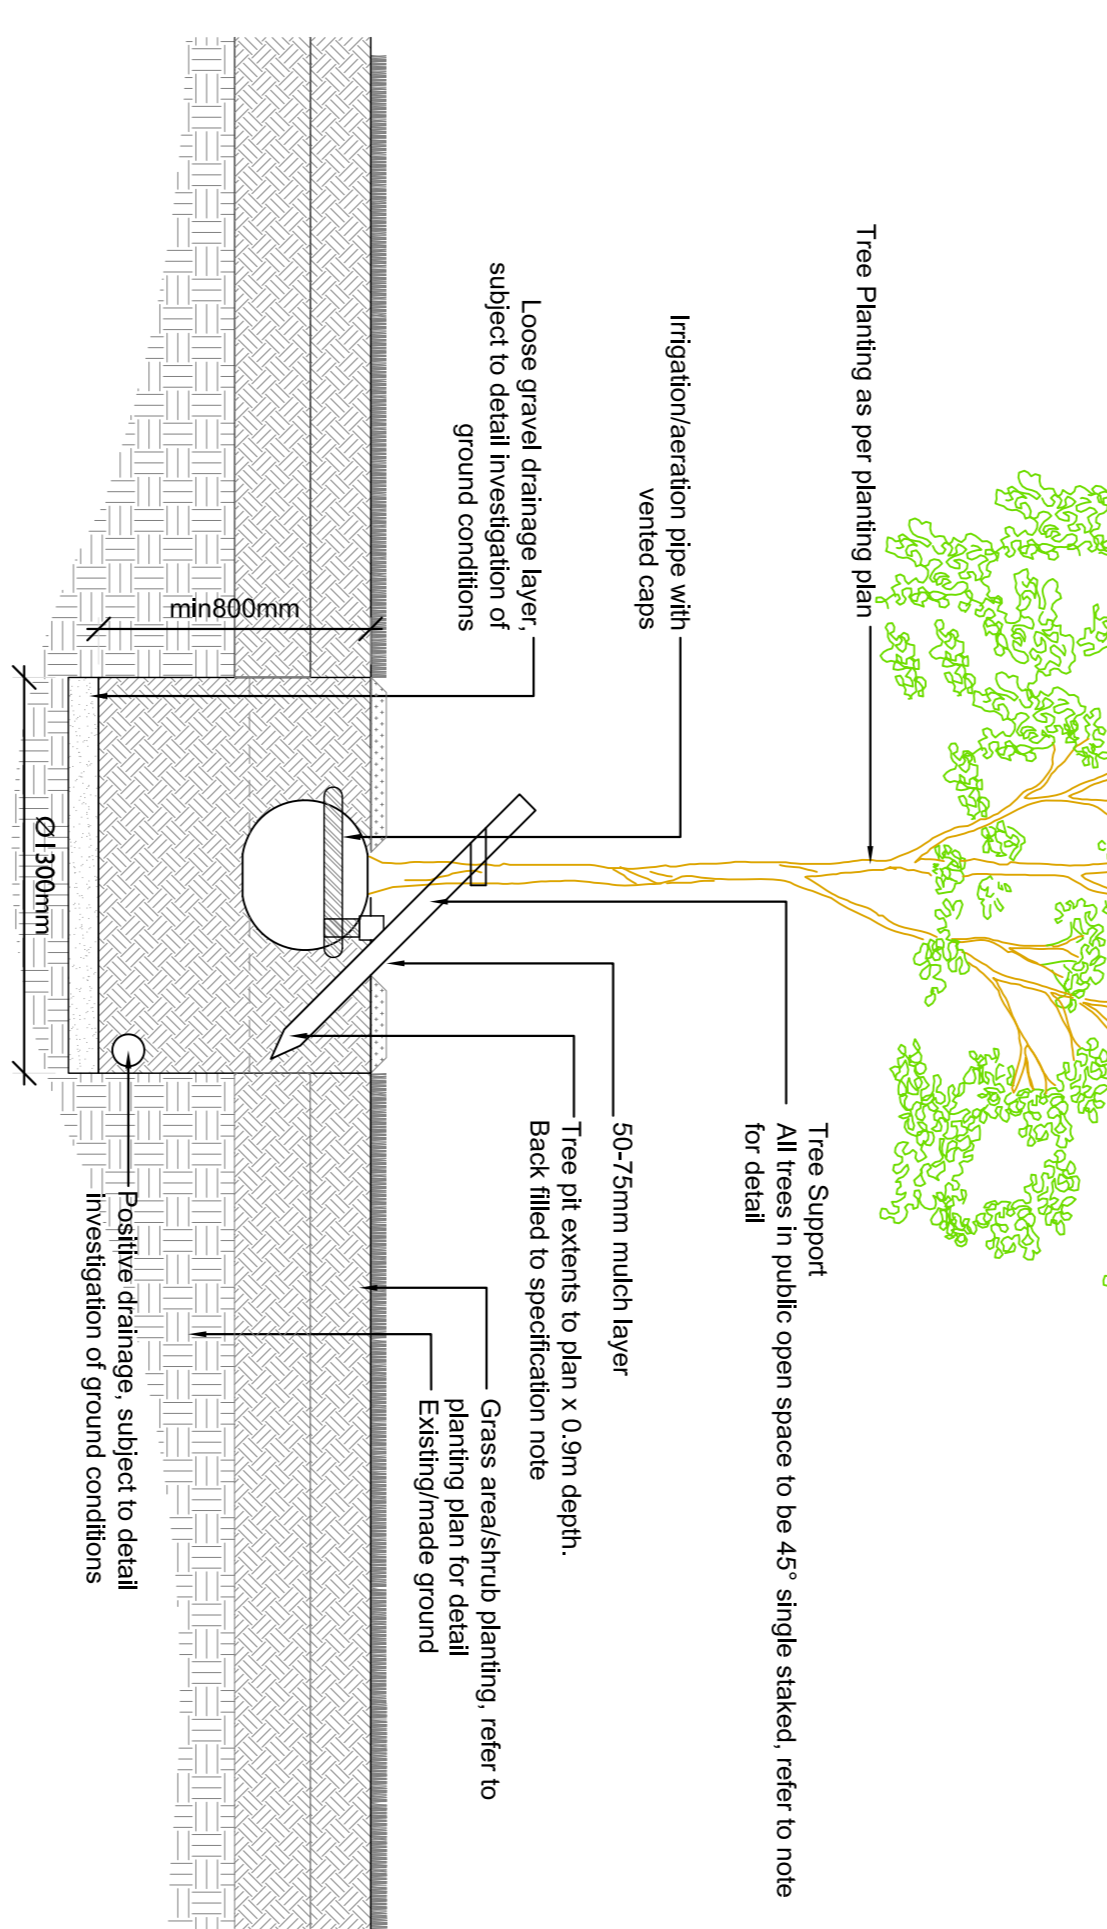 Tree Planting as per planting plan
Irrigation/aeration pipe with
vented caps
Loose gravel drainage layer,
subject to detail investigation of
ground conditions
min800mm
Ø1300mm
Tree Support
All trees in public open space to be 45° single staked, refer to note
for detail
50-75mm mulch layer
Tree pit extents to plan x 0.9m depth.
Back filled to specification note
Grass area/shrub planting, refer to
planting plan for detail
Existing/made ground
Positive drainage, subject to detail
investigation of ground conditions